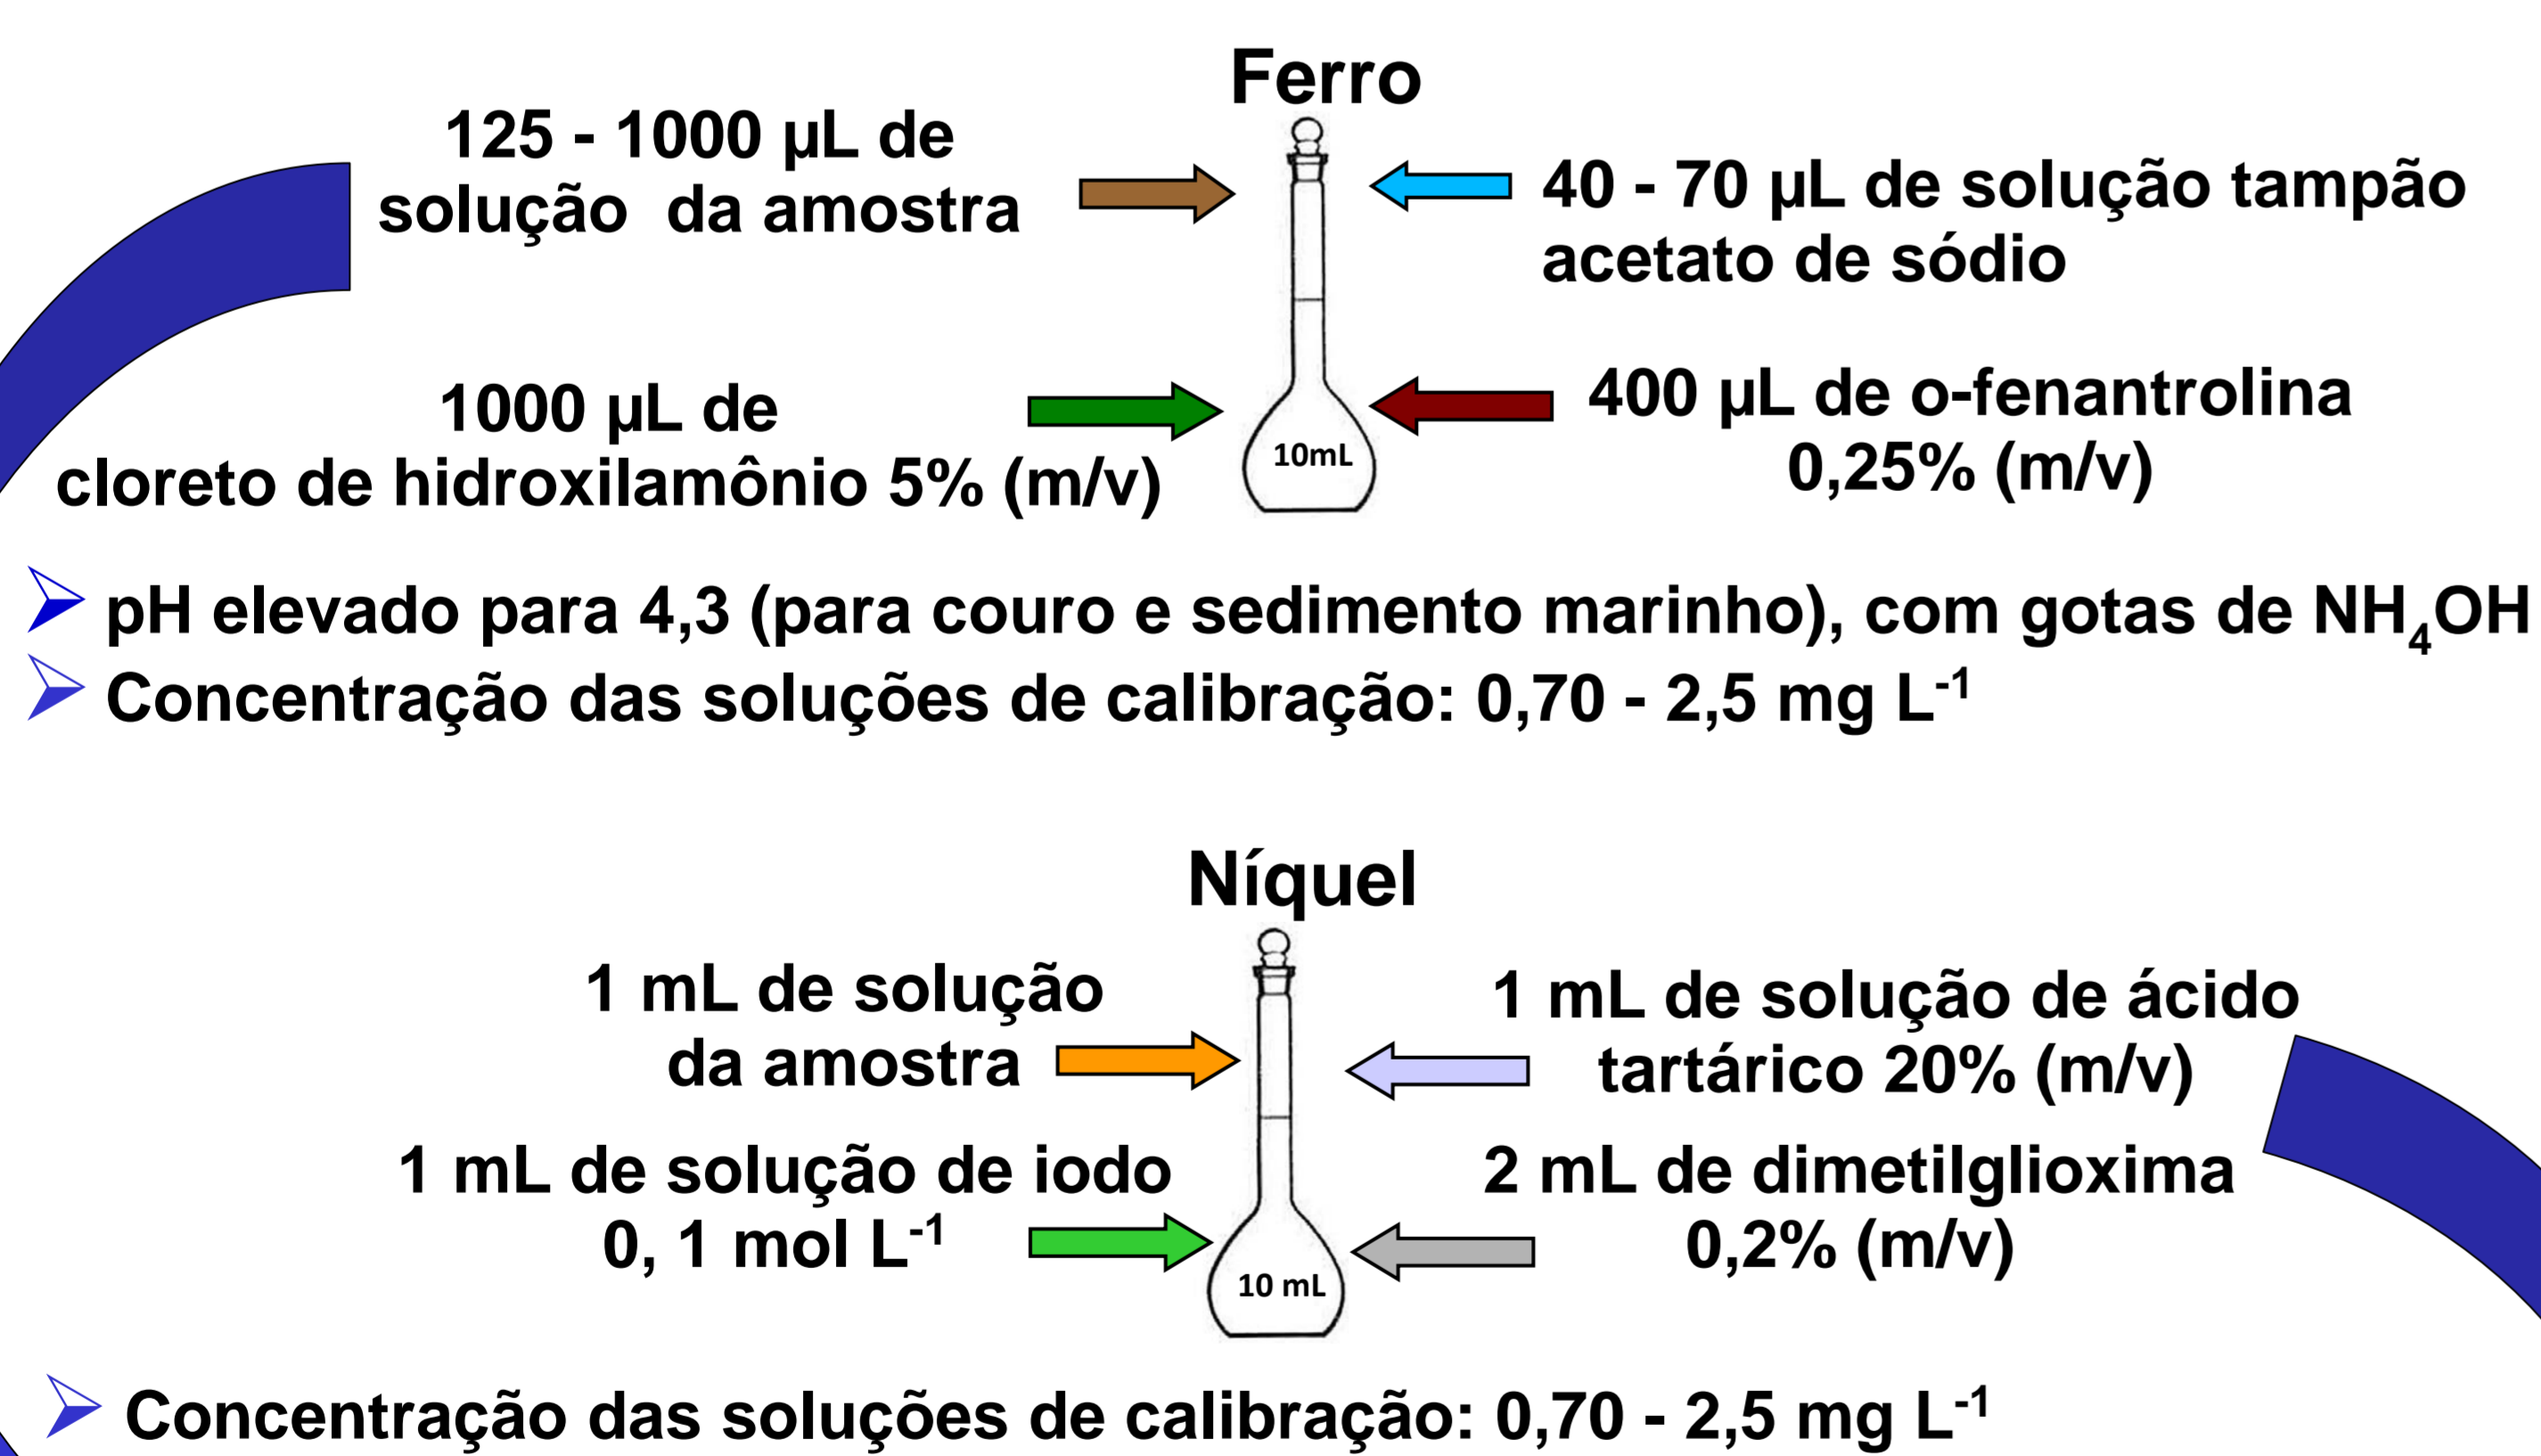 Ferro
125 - 1000 µL de
solução da amostra
40 - 70 µL de solução tampão
acetato de sódio
1000 µL de
cloreto de hidroxilamônio 5% (m/v)
400 µL de o-fenantrolina
0,25% (m/v)
10mL
pH elevado para 4,3 (para couro e sedimento marinho), com gotas de NH₄OH
Concentração das soluções de calibração: 0,70 - 2,5 mg L⁻¹
Níquel
1 mL de solução
da amostra
1 mL de solução de ácido
tartárico 20% (m/v)
1 mL de solução de iodo
0, 1 mol L⁻¹
2 mL de dimetilglioxima
0,2% (m/v)
10 mL
Concentração das soluções de calibração: 0,70 - 2,5 mg L⁻¹